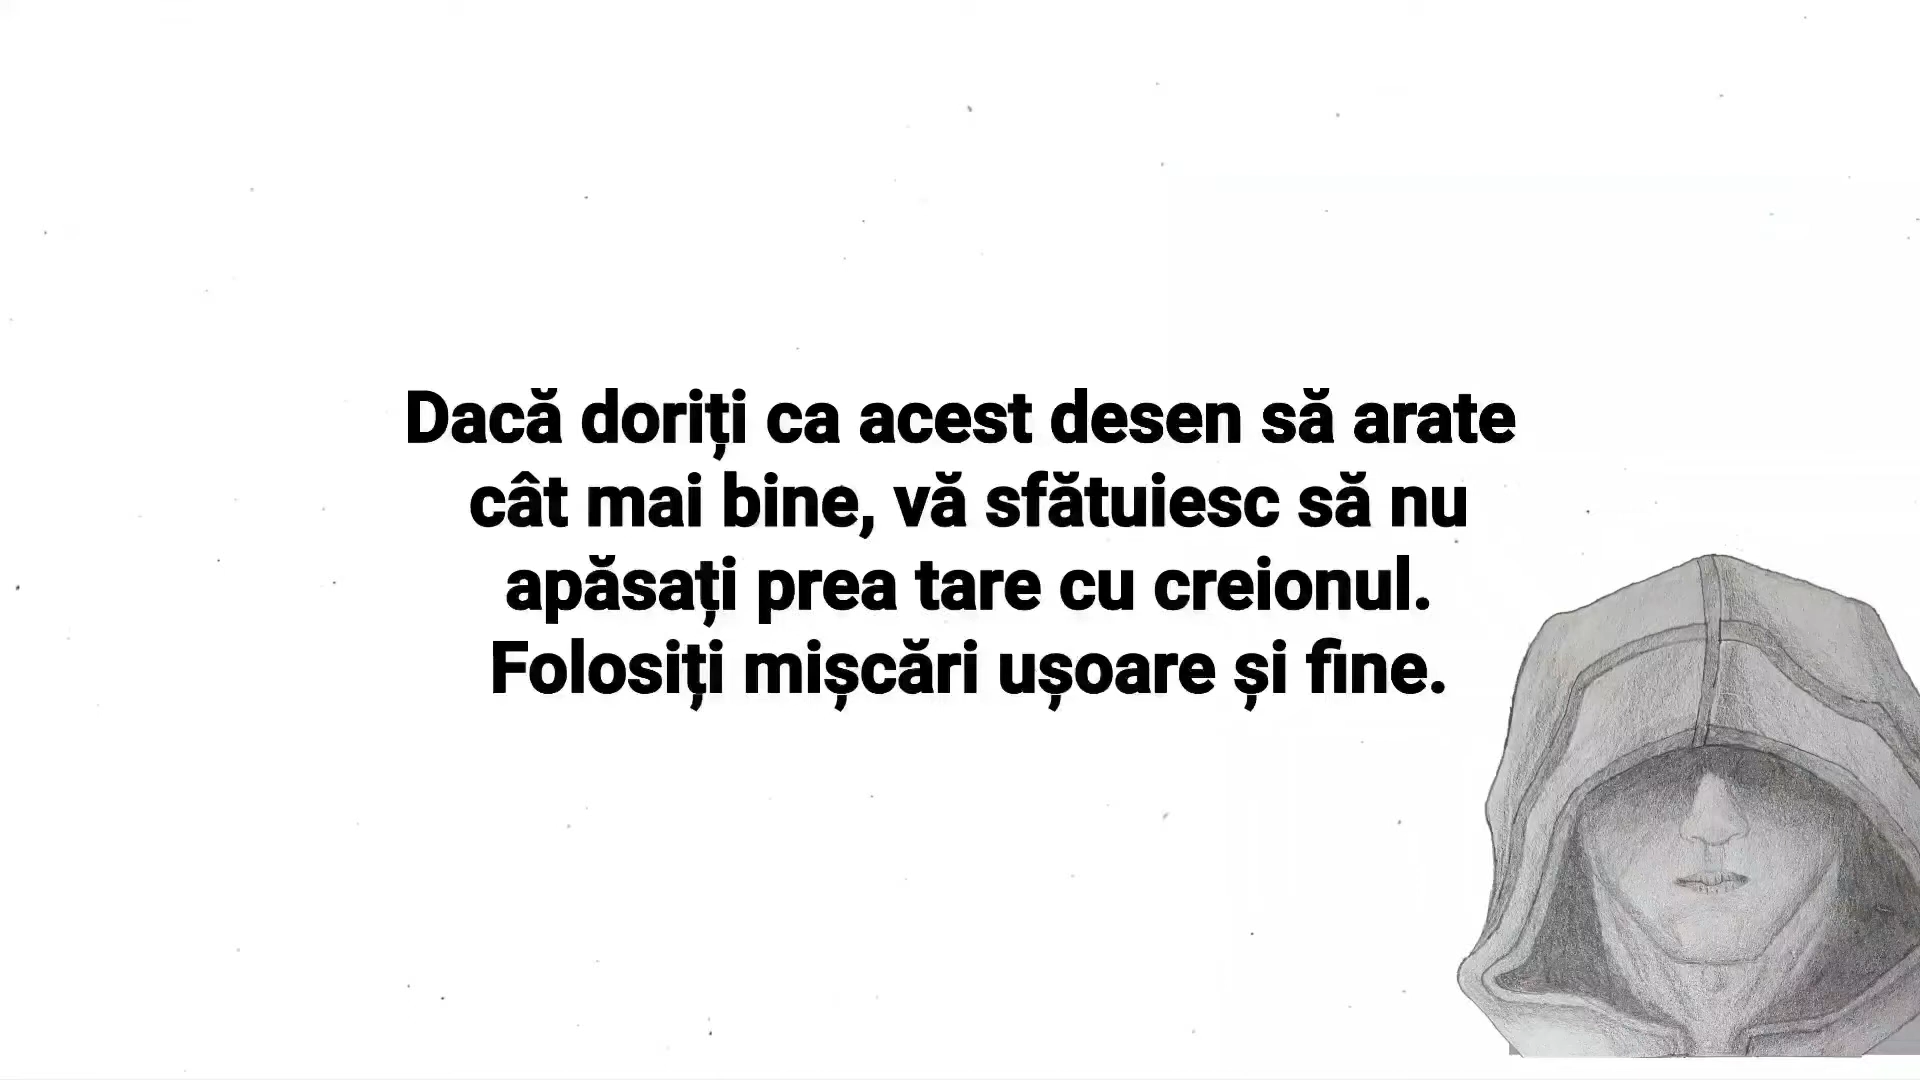 Dacă doriți ca acest desen să arate
cât mai bine, vă sfătuiesc să nu
apăsați prea tare cu creionul.
Folosiți mișcări ușoare și fine.